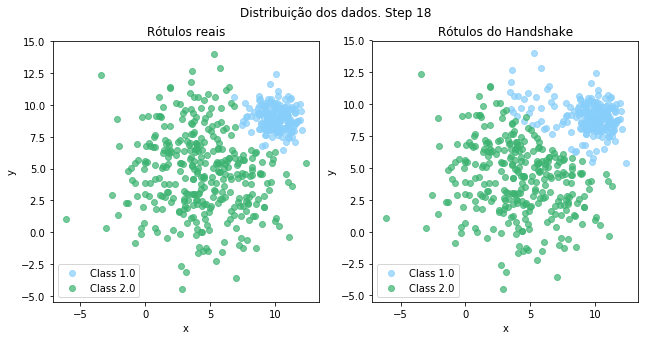 Distribuição dos dados. Step 18
Rótulos reais
15.0
12.5
10.0
7.5
5.0
2.5
0.0
−2.5
−5.0
y
Class 1.0
Class 2.0
−5
0
5
10
x
Rótulos do Handshake
15.0
12.5
10.0
7.5
5.0
2.5
0.0
−2.5
−5.0
y
Class 1.0
Class 2.0
−5
0
5
10
x